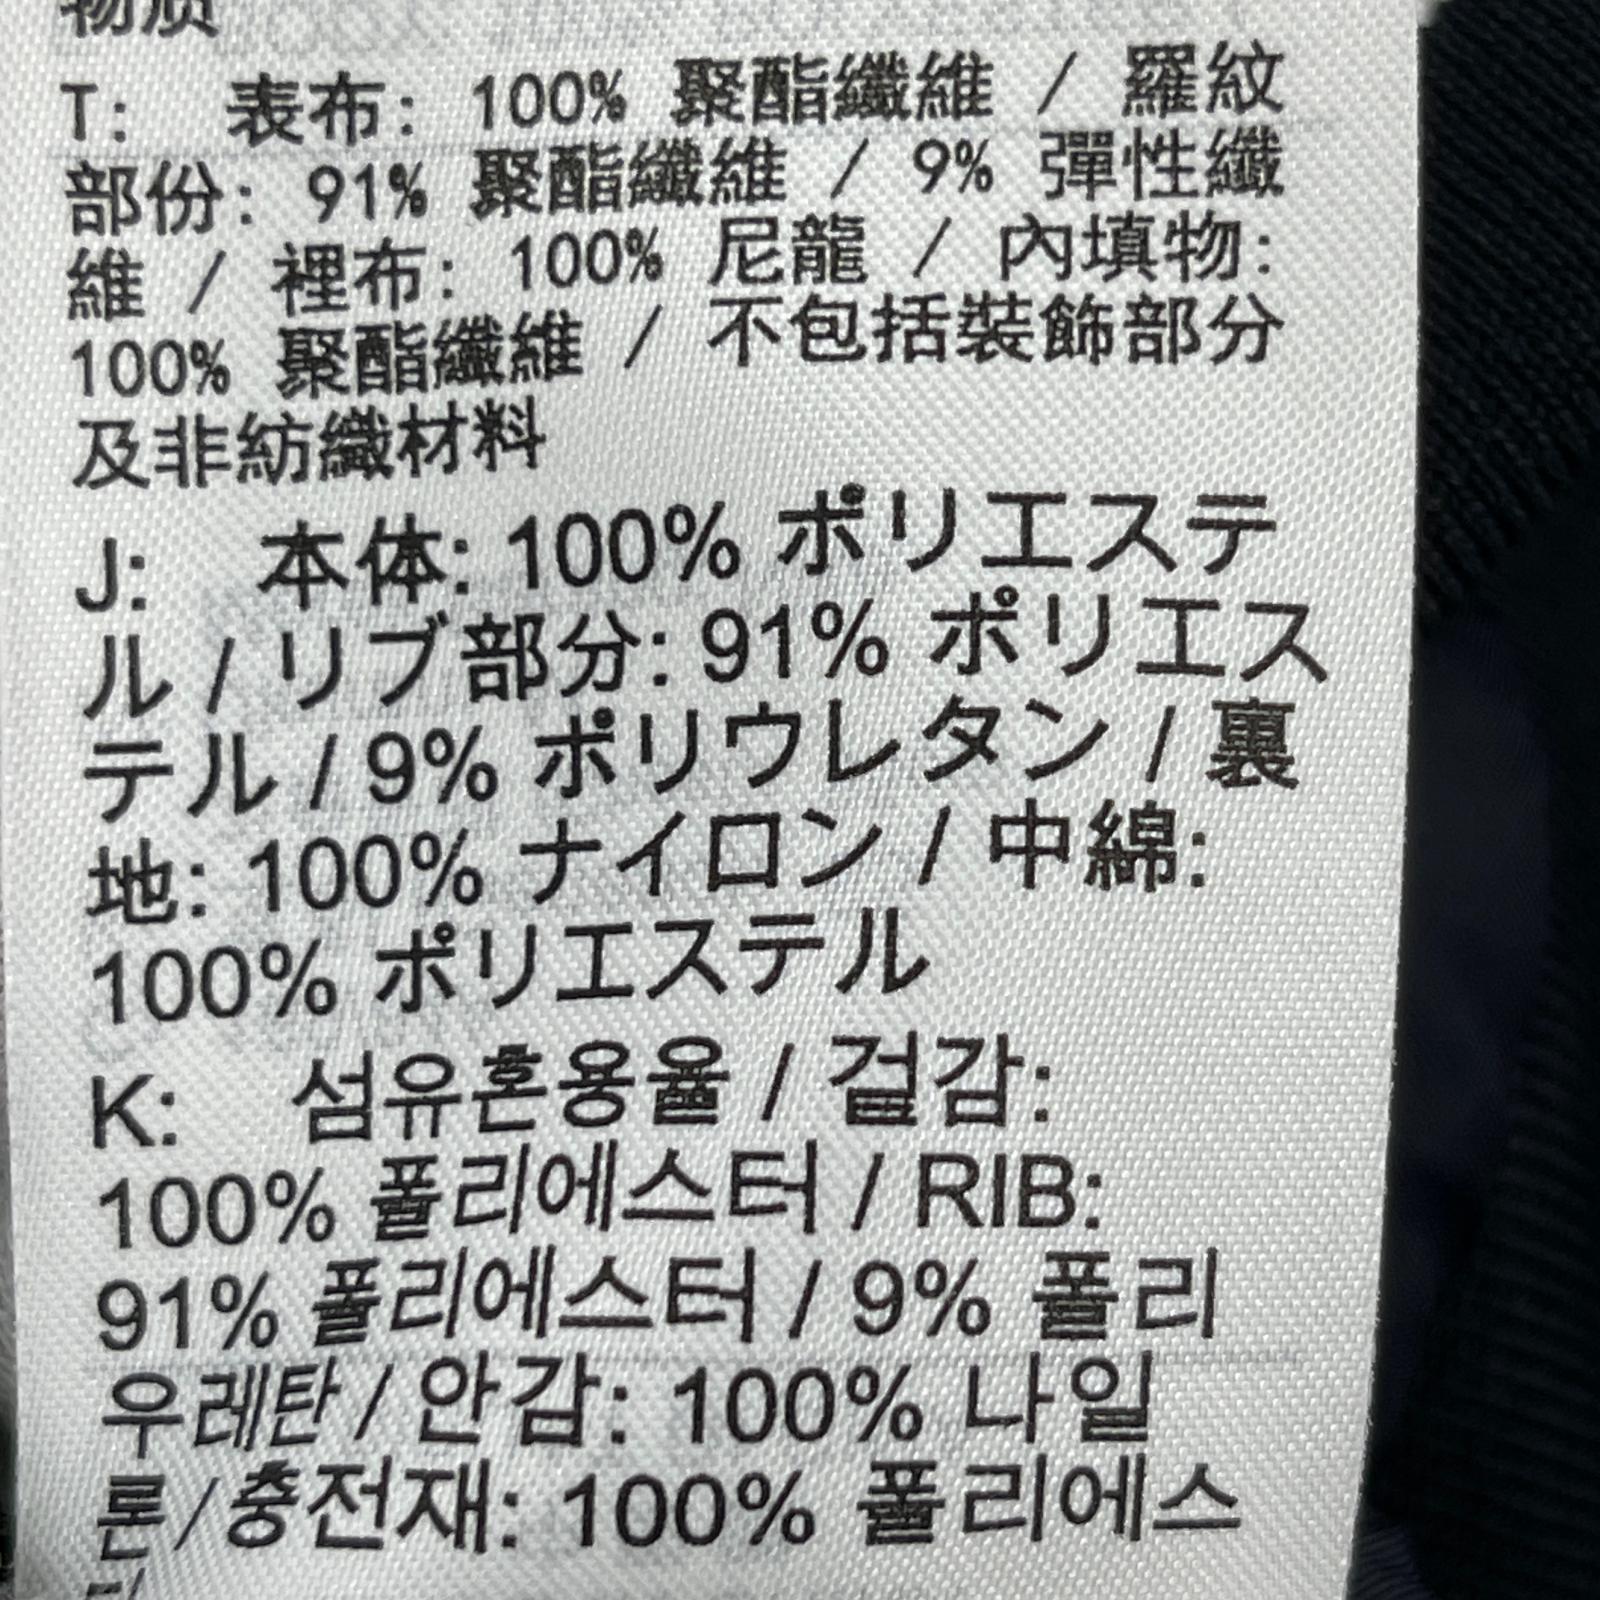 物质
T: 表布: 100% 聚酯纖維 / 羅紋
部份: 91% 聚酯纖維 / 9% 彈性纖
維 / 裡布: 100% 尼龍 / 內填物:
100% 聚酯纖維 / 不包括裝飾部分
及非紡織材料
J: 本体: 100% ポリエステ
ル / リブ部分: 91% ポリエス
テル / 9% ポリウレタン / 裏
地: 100% ナイロン / 中綿:
100% ポリエステル
K: 섬유혼용율 / 겉감:
100% 폴리에스터 / RIB:
91% 폴리에스터 / 9% 폴리
우레탄 / 안감: 100% 나일
론 / 충전재: 100% 폴리에스